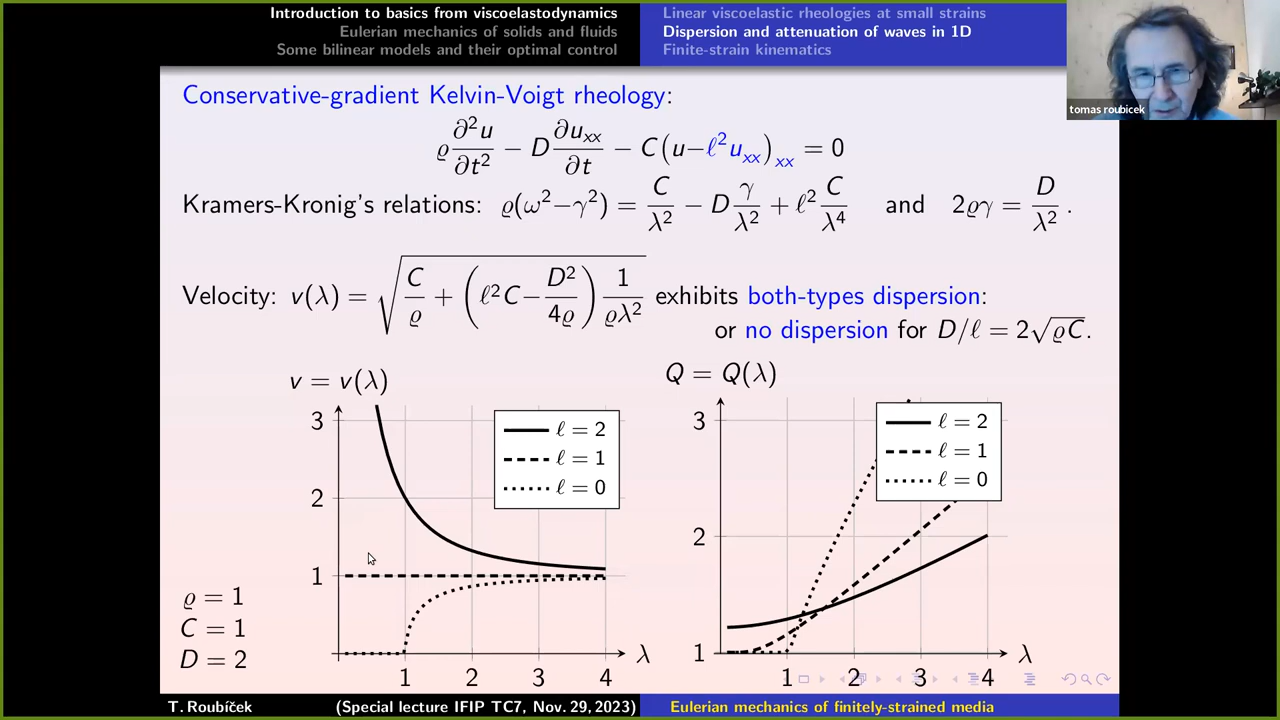 Introduction to basics from viscoelastodynamics
Eulerian mechanics of solids and fluids
Some bilinear models and their optimal control
Linear viscoelastic rheologies at small strains
Dispersion and attenuation of waves in 1D
Finite-strain kinematics
tomas roubicek
Conservative-gradient Kelvin-Voigt rheology:
ϱ ∂²u/∂t² − D ∂uₓₓ/∂t − C(u−ℓ²uₓₓ)ₓₓ = 0
Kramers-Kronig's relations: ϱ(ω²−γ²) = C/λ² − D γ/λ² + ℓ² C/λ⁴ and 2ϱγ = D/λ² .
Velocity: v(λ) = √(C/ϱ + (ℓ²C − D²/4ϱ) 1/ϱλ²) exhibits both-types dispersion:
or no dispersion for D/ℓ = 2√ϱC.
v = v(λ)
3
2
1
ℓ = 2
ℓ = 1
ℓ = 0
1 2 3 4
λ
Q = Q(λ)
3
2
1
ℓ = 2
ℓ = 1
ℓ = 0
1 2 3 4
λ
ϱ = 1
C = 1
D = 2
T. Roubíček (Special lecture IFIP TC7, Nov. 29, 2023) Eulerian mechanics of finitely-strained media